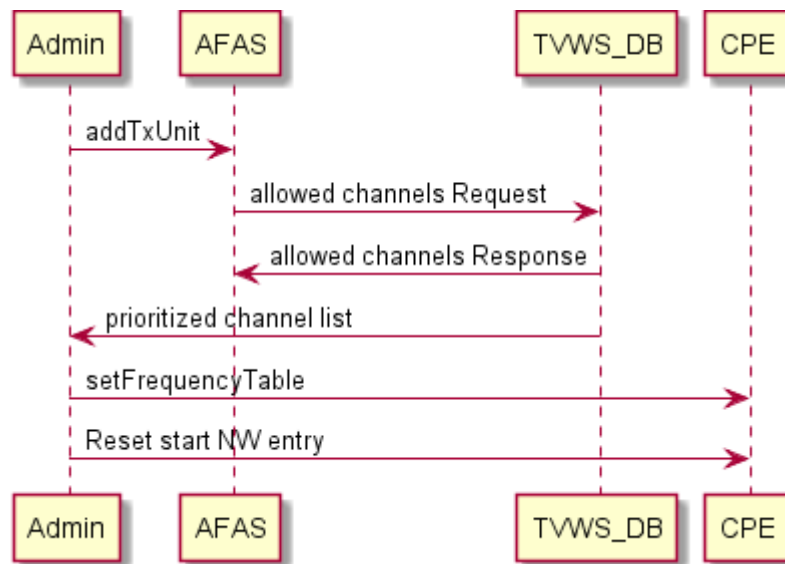 Admin
AFAS
TVWS_DB
CPE
addTxUnit
allowed channels Request
allowed channels Response
prioritized channel list
setFrequencyTable
Reset start NW entry
Admin
AFAS
TVWS_DB
CPE